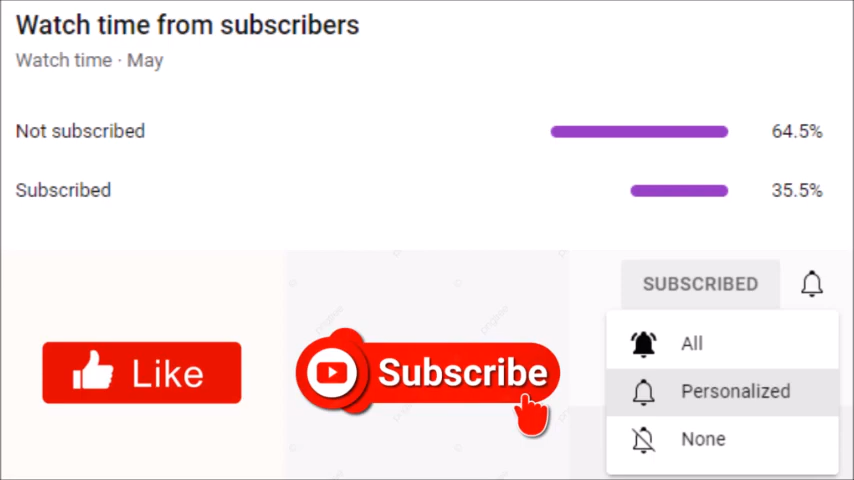 Watch time from subscribers
Watch time · May
Not subscribed 64.5%
Subscribed 35.5%
SUBSCRIBED
Like
Subscribe
All
Personalized
None